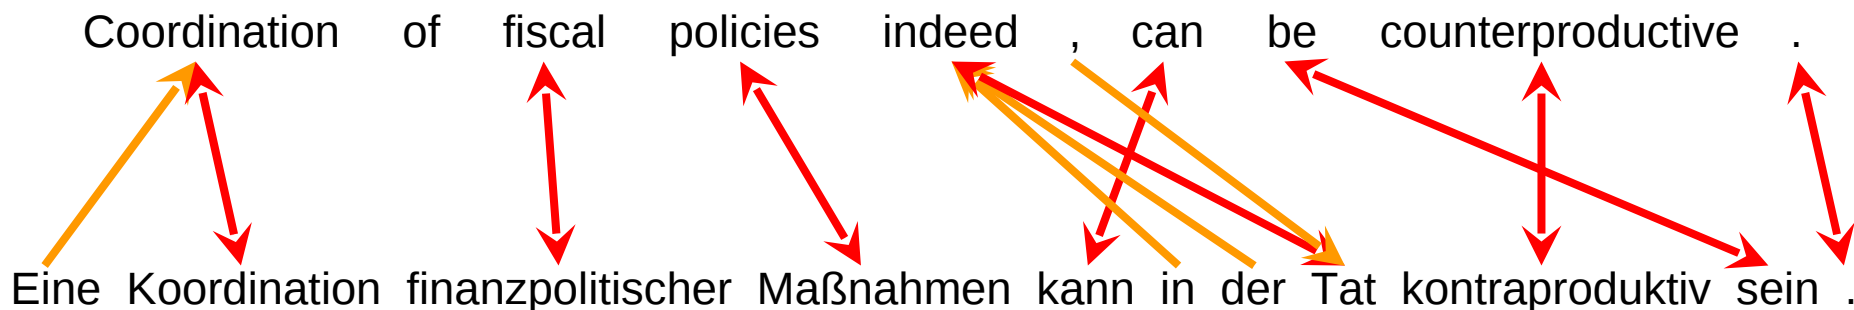 Coordination of fiscal policies indeed , can be counterproductive .
Eine Koordination finanzpolitischer Maßnahmen kann in der Tat kontraproduktiv sein .